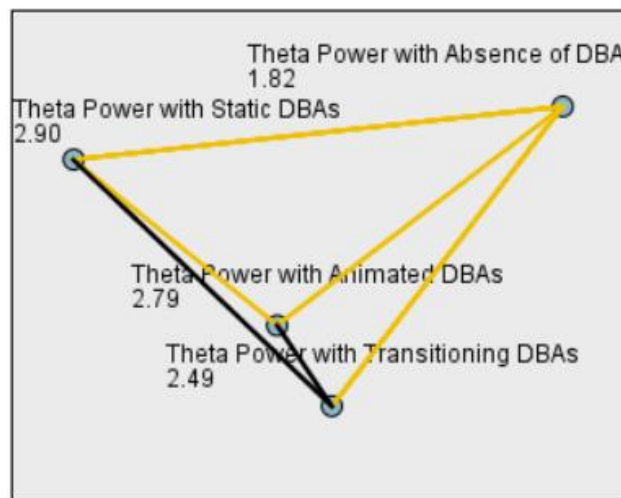 Theta Power with Absence of DBA
1.82
Theta Power with Static DBAs
2.90
Theta Power with Animated DBAs
2.79
Theta Power with Transitioning DBAs
2.49